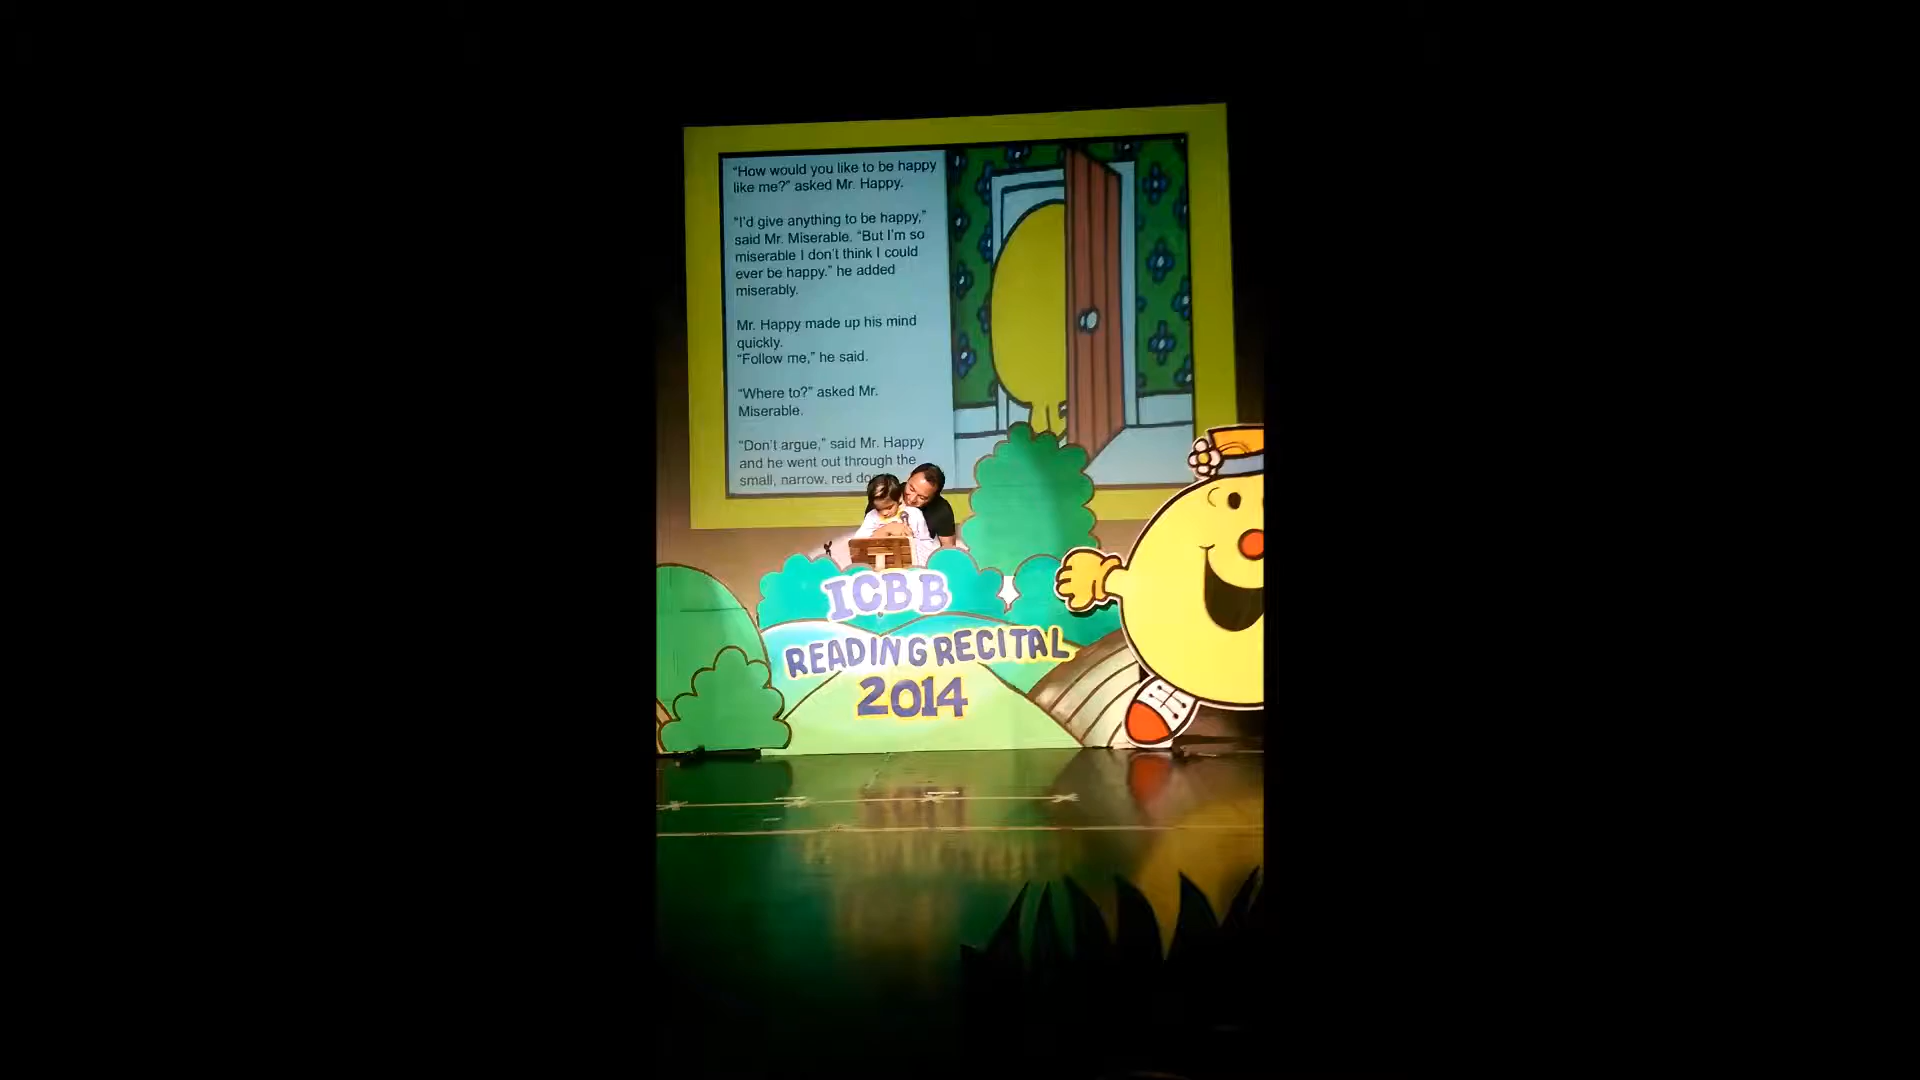 "How would you like to be happy
like me?" asked Mr. Happy.
"I'd give anything to be happy,"
said Mr. Miserable. "But I'm so
miserable I don't think I could
ever be happy." he added
miserably.
Mr. Happy made up his mind
quickly.
"Follow me," he said.
"Where to?" asked Mr.
Miserable.
"Don't argue," said Mr. Happy
and he went out through the
small, narrow, red
ICBB
READING RECITAL
2014